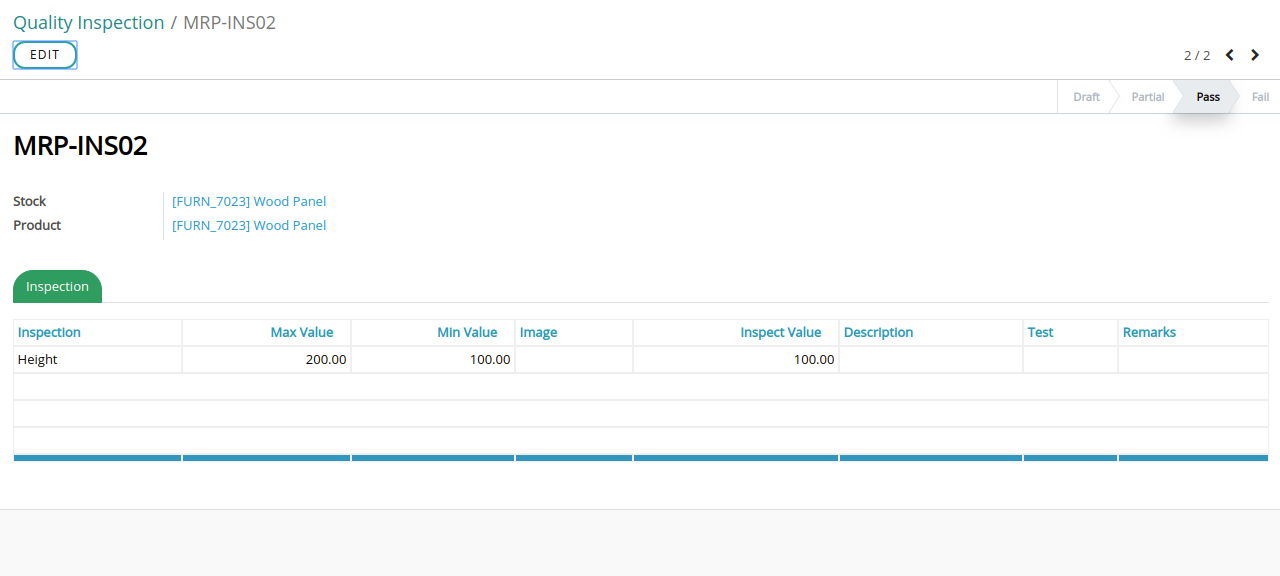 Quality Inspection / MRP-INS02
EDIT
2 / 2
Draft Partial Pass Fail
MRP-INS02
Stock [FURN_7023] Wood Panel
Product [FURN_7023] Wood Panel
Inspection
Inspection Max Value Min Value Image Inspect Value Description Test Remarks
Height 200.00 100.00 100.00